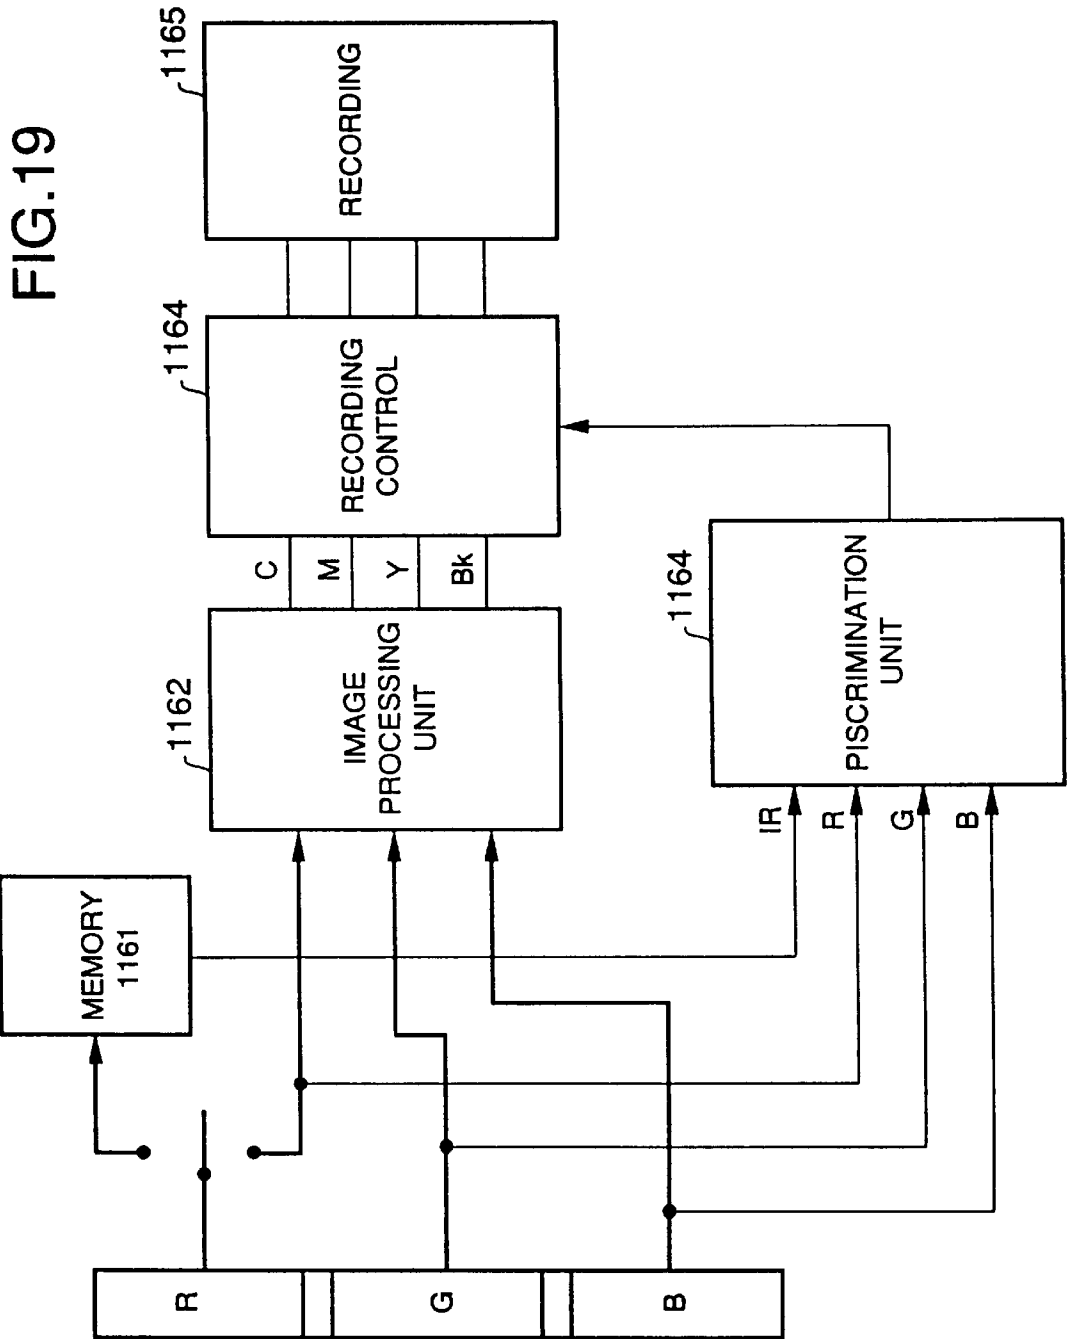 FIG.19
R
G
B
MEMORY
1161
1162
IMAGE
PROCESSING
UNIT
C
M
Y
Bk
1164
RECORDING
CONTROL
1165
RECORDING
IR
R
G
B
1164
PISCRIMINATION
UNIT